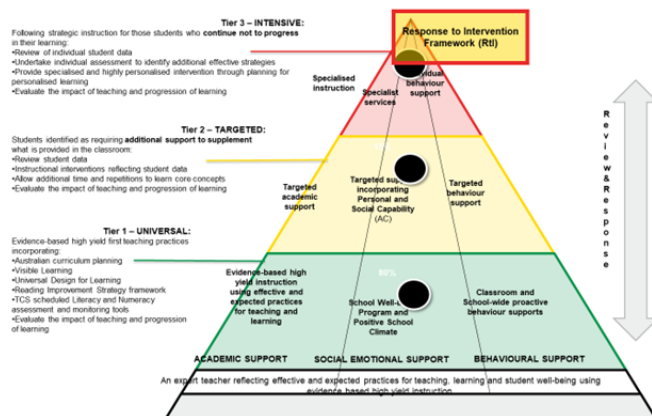 Tier 3 – INTENSIVE:
Following strategic instruction for those students who continue not to progress
in their learning:
•Review of individual student data
•Undertake individual assessment to identify additional effective strategies
•Provide specialised and highly personalised intervention through planning for
personalised learning
•Evaluate the impact of teaching and progression of learning
Response to Intervention
Framework (RtI)
Specialised
instruction
Specialist
services
behaviour
support
Tier 2 – TARGETED:
Students identified as requiring additional support to supplement
what is provided in the classroom:
•Review student data
•Instructional interventions reflecting student data
•Allow additional time and repetitions to learn core concepts
•Evaluate the impact of teaching and progression of learning
Targeted
academic
support
Targeted
incorporating
Personal and
Social Capability
(AC)
Targeted
behaviour
support
Tier 1 – UNIVERSAL:
Evidence-based high yield first teaching practices
incorporating:
•Australian curriculum planning
•Visible Learning
•Universal Design for Learning
•Reading Improvement Strategy framework
•TCS scheduled Literacy and Numeracy
assessment and monitoring tools
•Evaluate the impact of teaching and progression
of learning
Evidence-based high
yield instruction
using effective and
expected practices
for teaching and
learning
80%
School
Program and
Positive School
Climate
Classroom and
School-wide proactive
behaviour supports
ACADEMIC SUPPORT
SOCIAL EMOTIONAL SUPPORT
BEHAVIOURAL SUPPORT
An expert teacher reflecting effective and expected practices for teaching, learning and student well-being using
evidence based high yield instruction
Review&Response